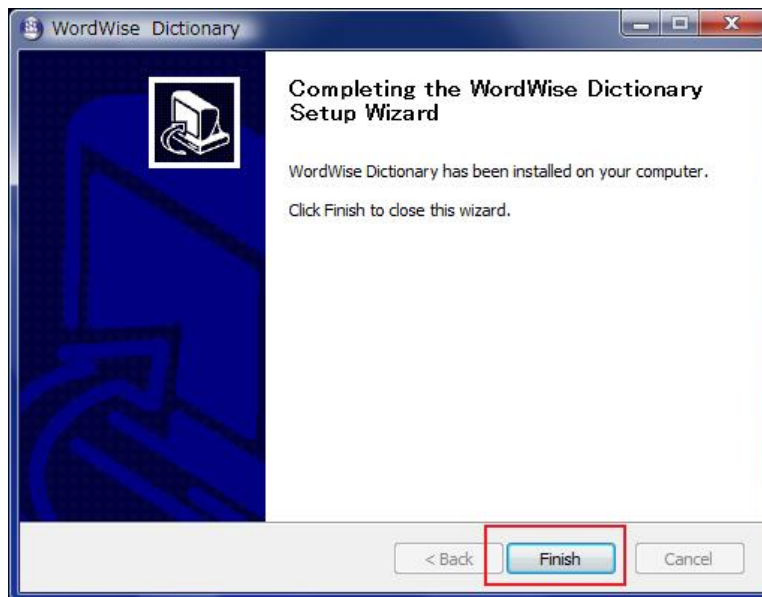 WordWise Dictionary
Completing the WordWise Dictionary
Setup Wizard
WordWise Dictionary has been installed on your computer.
Click Finish to close this wizard.
< Back Finish Cancel